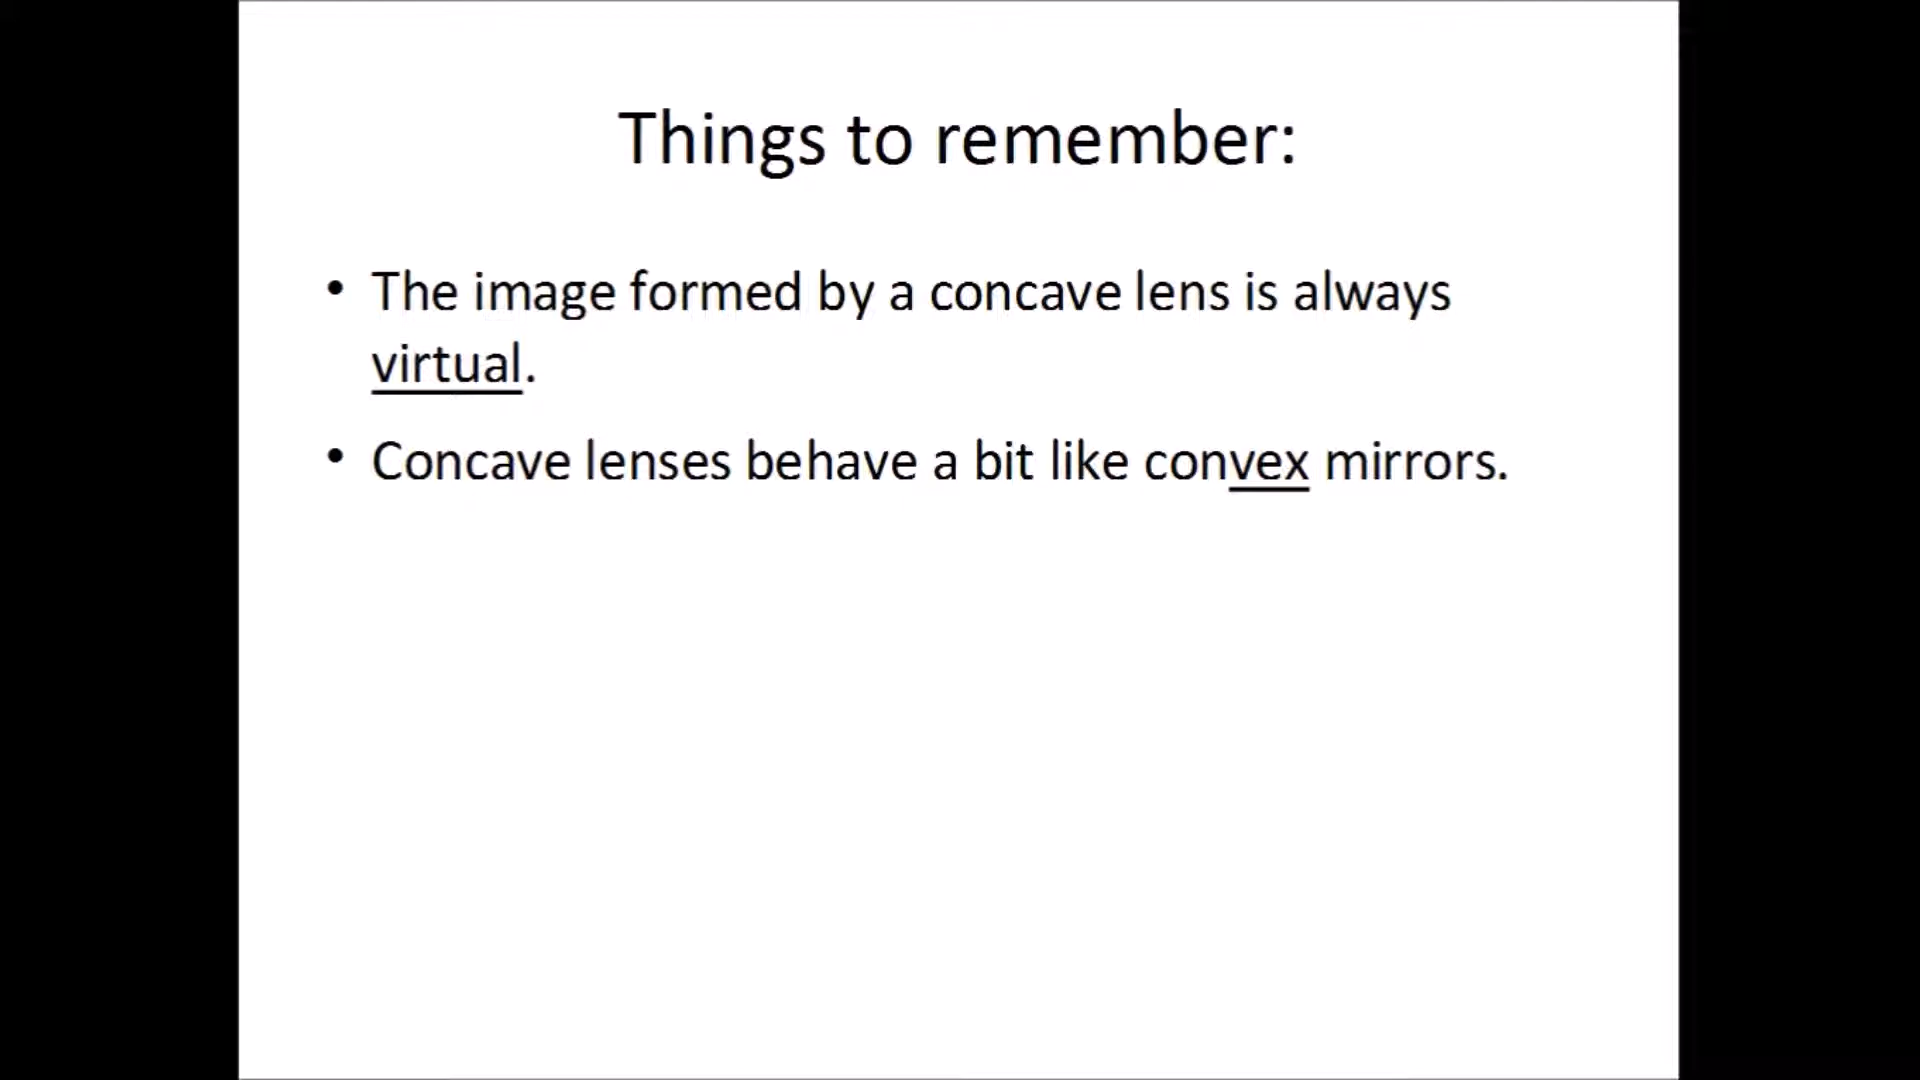 Things to remember:
• The image formed by a concave lens is always
virtual.
• Concave lenses behave a bit like convex mirrors.